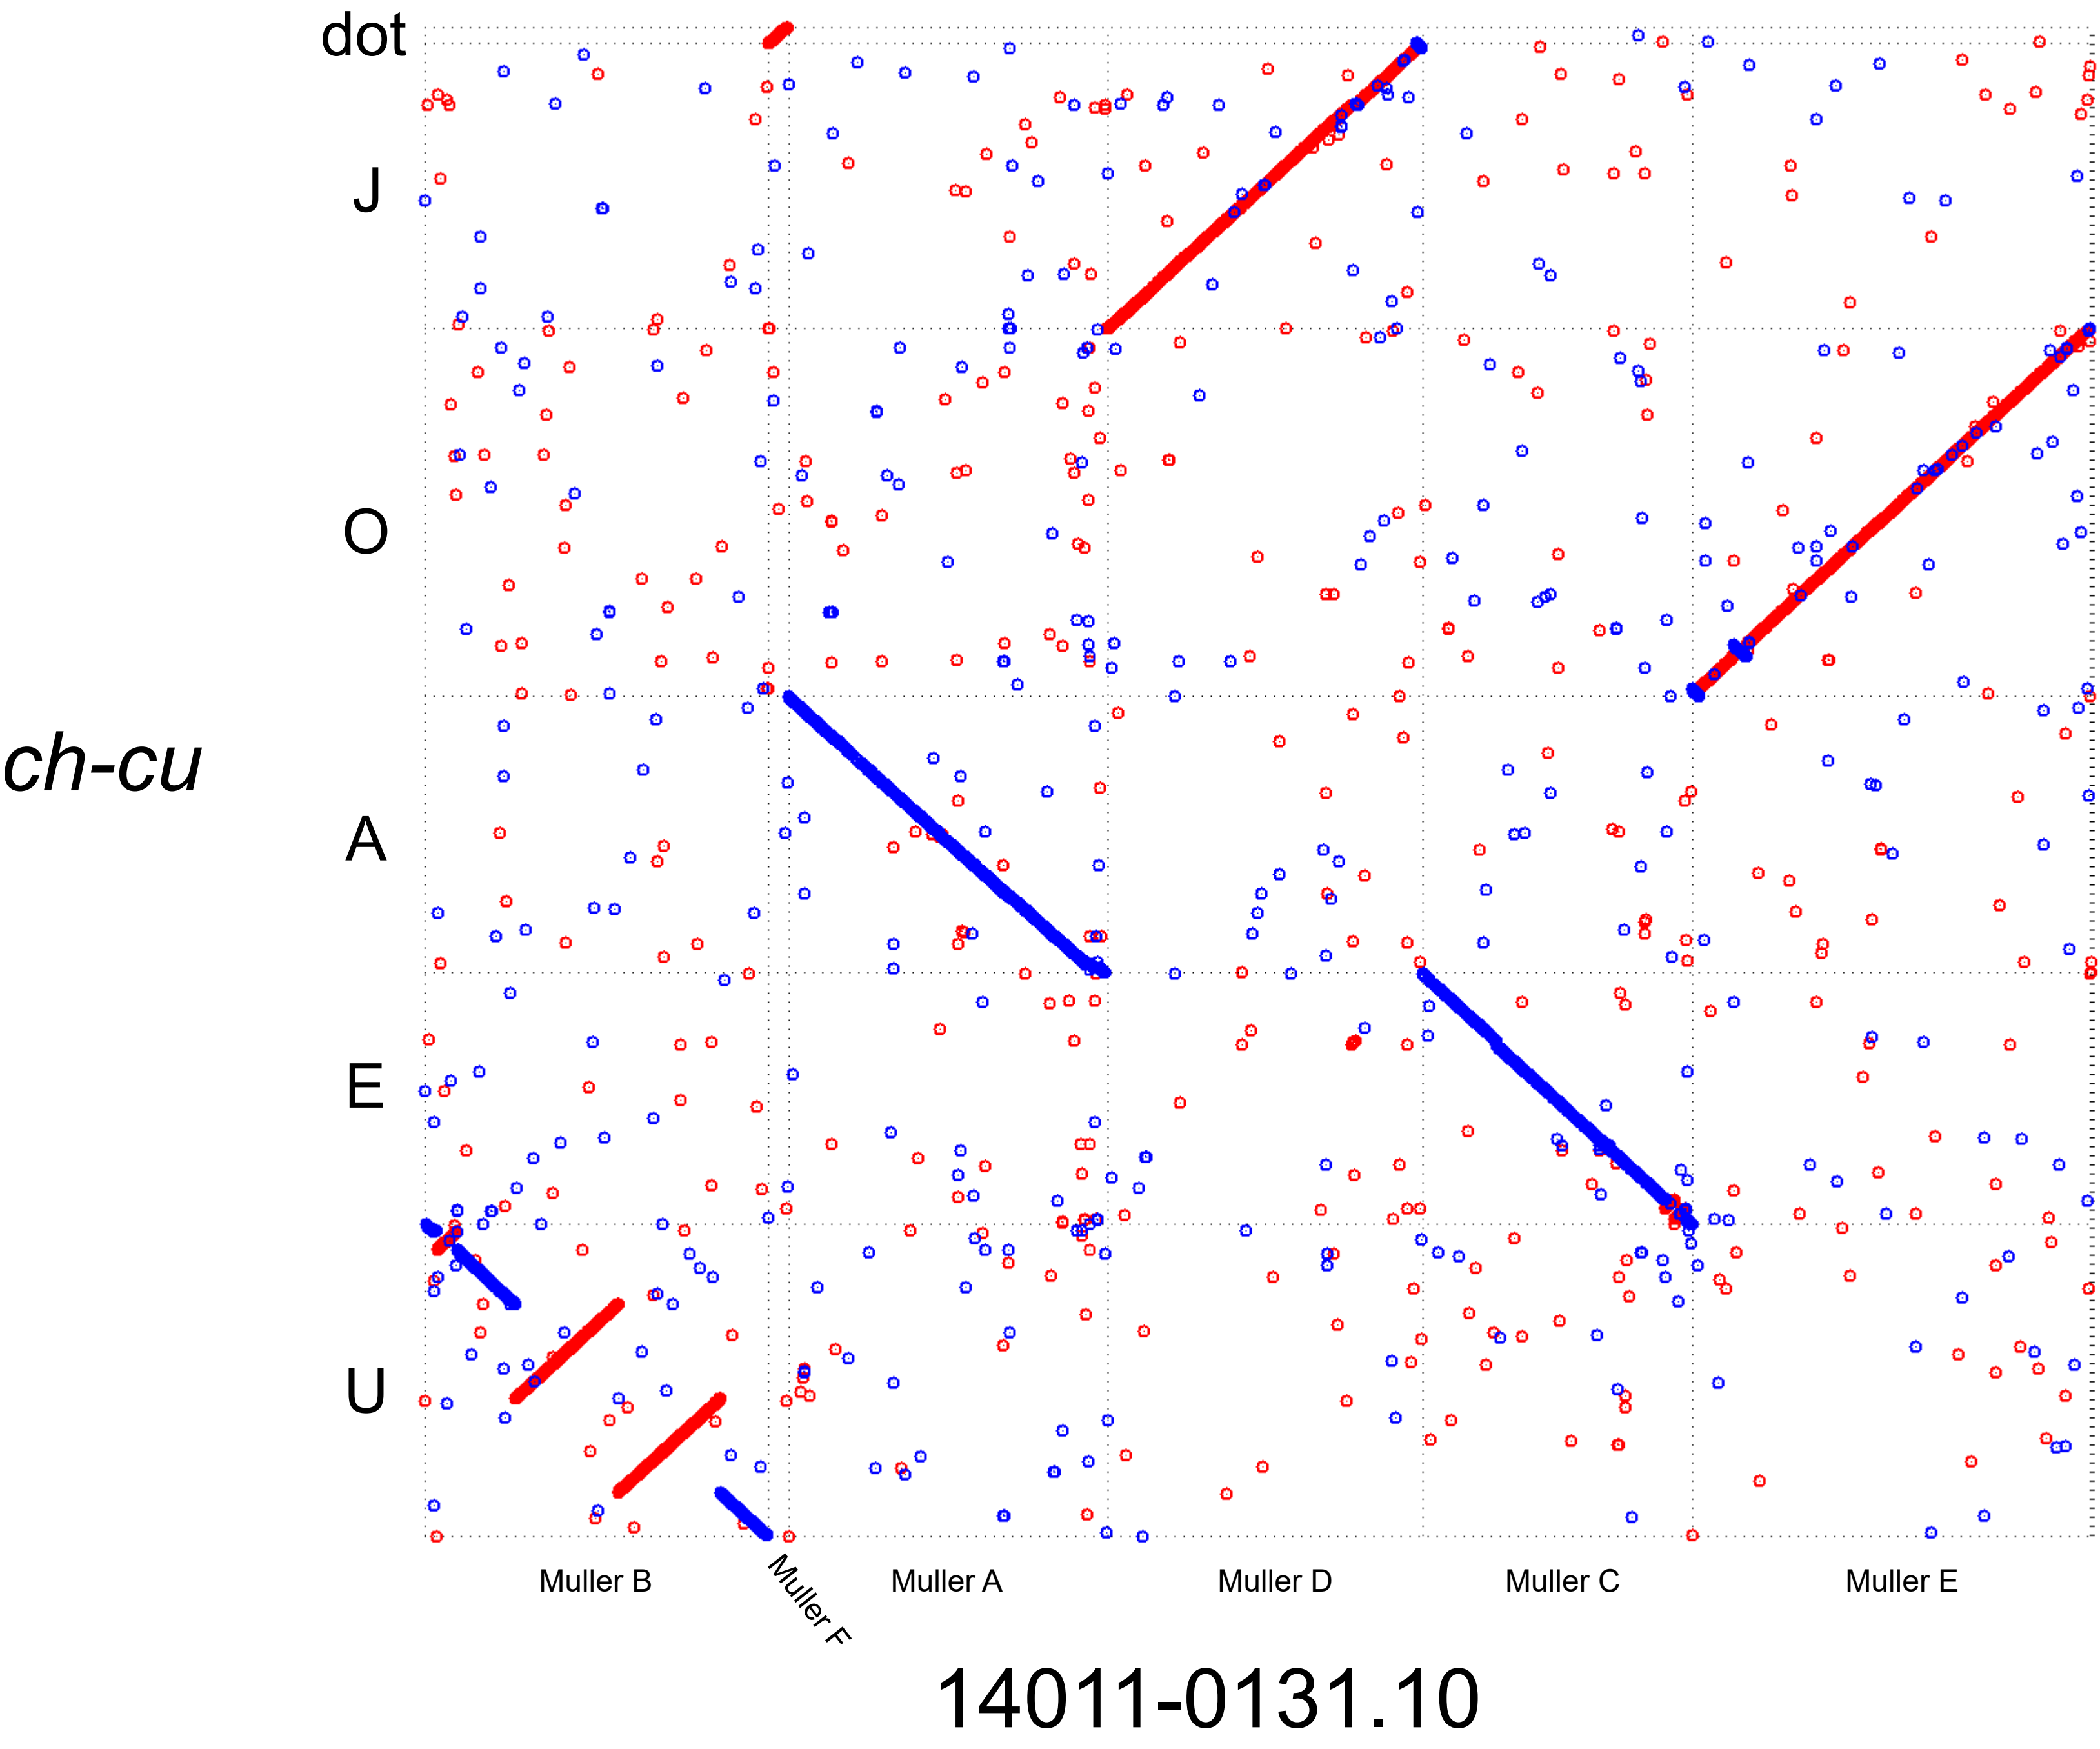 dot
J
O
ch-cu
A
E
U
Muller B
Muller F
Muller A
Muller D
Muller C
Muller E
14011-0131.10